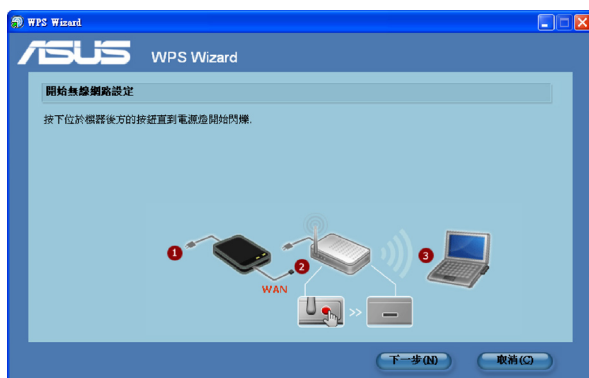 WPS Wizard
ASUS WPS Wizard
開始無線網路設定
按下位於機器後方的按鈕直到電源燈開始閃爍.
1
2
3
WAN
>>
下一步(N)
取消(C)